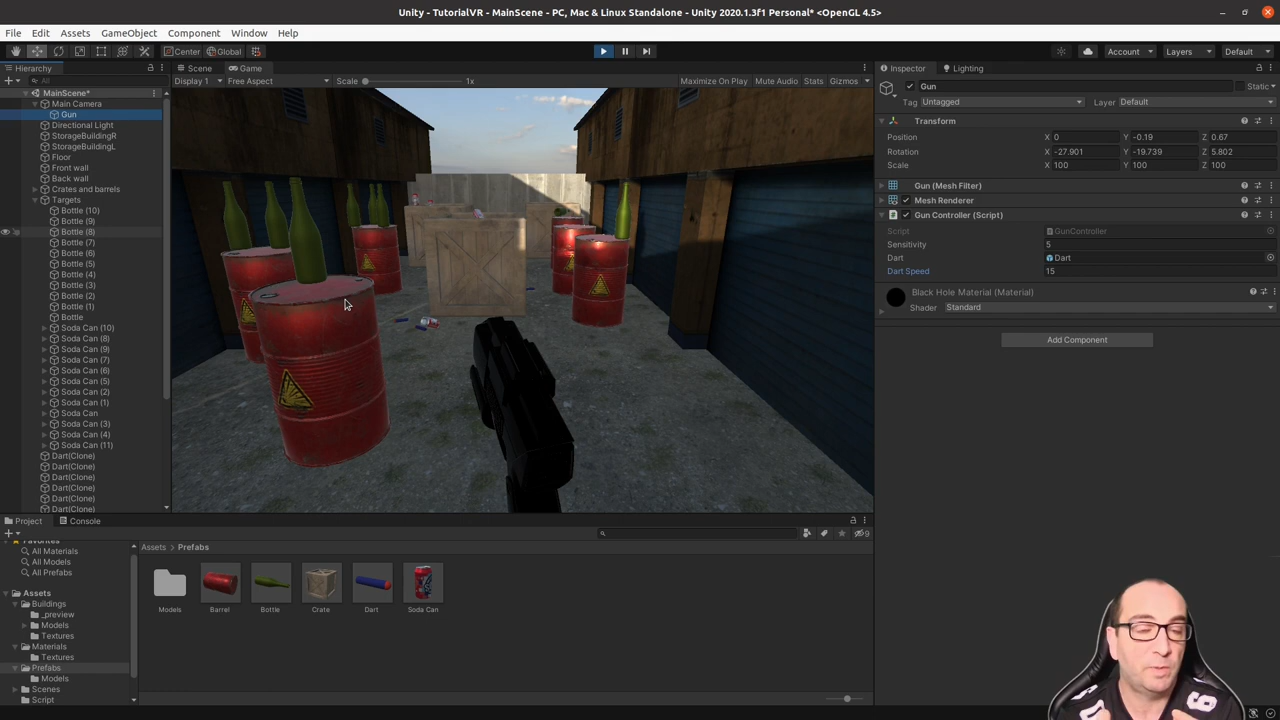 Unity - TutorialVR - MainScene* - PC, Mac & Linux Standalone - Unity 2020.1.3f1 Personal* <OpenGL 4.5>
File Edit Assets GameObject Component Window Help
Center Global Account Layers Default
Hierarchy
All
MainScene*
Main Camera
Gun
Directional Light
StorageBuildingR
StorageBuildingL
Floor
Front wall
Back wall
Crates and barrels
Targets
Bottle (10)
Bottle (9)
Bottle (8)
Bottle (7)
Bottle (6)
Bottle (5)
Bottle (4)
Bottle (3)
Bottle (2)
Bottle (1)
Bottle
Soda Can (10)
Soda Can (8)
Soda Can (9)
Soda Can (7)
Soda Can (6)
Soda Can (5)
Soda Can (2)
Soda Can (1)
Soda Can
Soda Can (3)
Soda Can (4)
Soda Can (11)
Dart(Clone)
Dart(Clone)
Dart(Clone)
Dart(Clone)
Dart(Clone)
Dart(Clone)
Scene Game
Display 1 Free Aspect Scale 1x Maximize On Play Mute Audio Stats Gizmos
Inspector Lighting
Gun Static
Tag Untagged Layer Default
Transform
Position X 0 Y -0.19 Z 0.67
Rotation X -27.901 Y -19.739 Z 5.802
Scale X 100 Y 100 Z 100
Gun (Mesh Filter)
Mesh Renderer
Gun Controller (Script)
Script GunController
Sensitivity 5
Dart Dart
Dart Speed 15
Black Hole Material (Material)
Shader Standard
Add Component
Project Console
9
Favorites
All Materials
All Models
All Prefabs
Assets
Buildings
_preview
Models
Textures
Materials
Textures
Prefabs
Models
Scenes
Script
Assets > Prefabs
Models Barrel Bottle Crate Dart Soda Can